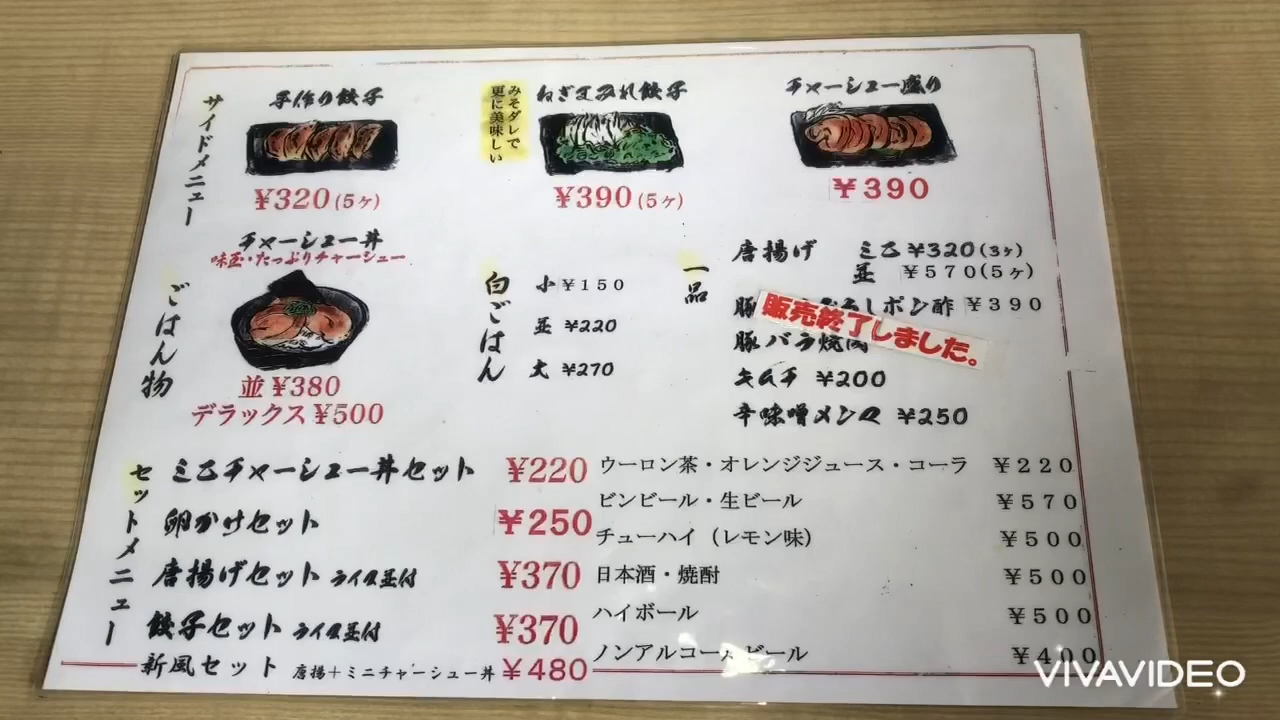 サイドメニュー
手作り餃子
¥320(5ヶ)
みそダレで
更に美味しい
ねぎまみれ餃子
¥390(5ヶ)
チャーシュー盛り
¥390
ごはん物
チャーシュー丼
味玉・たっぷりチャーシュー
並¥380
デラックス¥500
白ごはん
小 ¥150
並 ¥220
大 ¥270
一品
唐揚げ ミニ ¥320(3ヶ)
並 ¥570(5ヶ)
豚 しポン酢 ¥390
豚バラ焼肉
販売終了しました。
キムチ ¥200
辛味噌メンマ ¥250
セットメニュー
ミニチャーシュー丼セット ¥220
卵かけセット ¥250
唐揚げセット ライス並付 ¥370
餃子セット ライス並付 ¥370
新風セット 唐揚+ミニチャーシュー丼 ¥480
ウーロン茶・オレンジジュース・コーラ ¥220
ビンビール・生ビール ¥570
チューハイ(レモン味) ¥500
日本酒・焼酎 ¥500
ハイボール ¥500
ノンアルコールビール ¥400
VIVAVIDEO